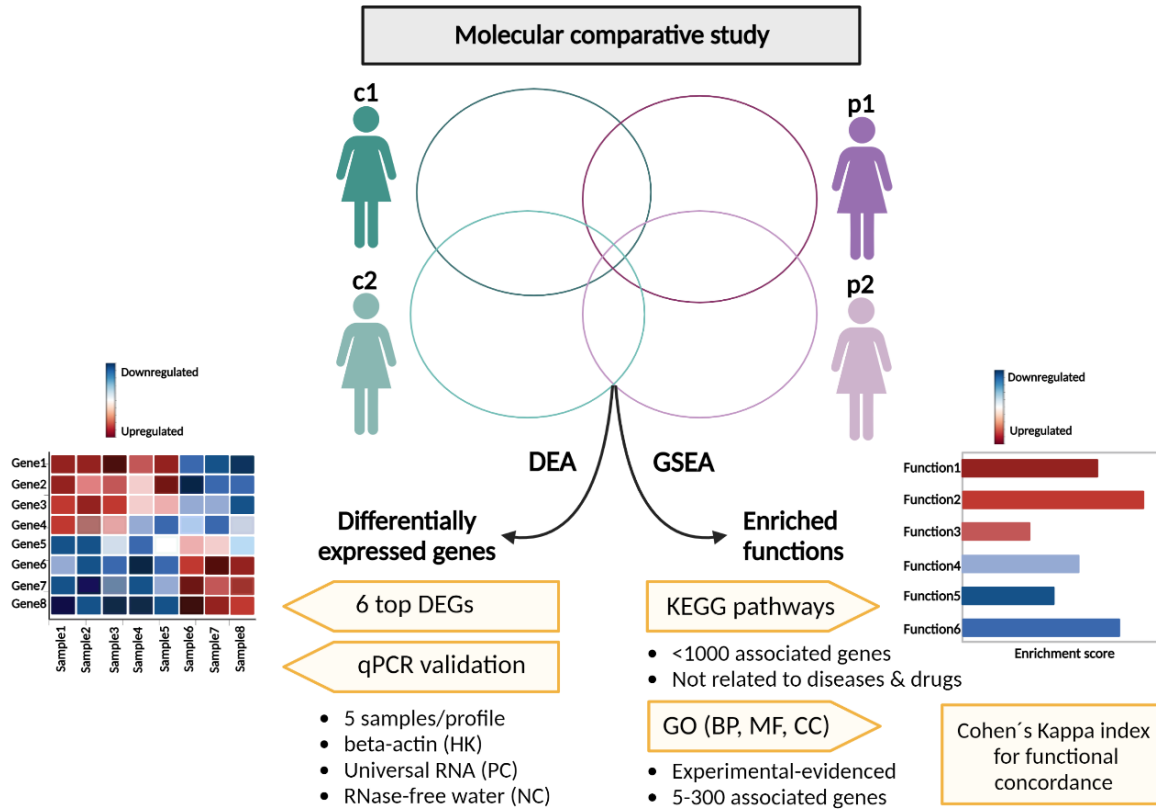 Molecular comparative study
c1
p1
c2
p2
Downregulated
Upregulated
Gene1
Gene2
Gene3
Gene4
Gene5
Gene6
Gene7
Gene8
Sample1
Sample2
Sample3
Sample4
Sample5
Sample6
Sample7
Sample8
DEA
GSEA
Differentially
expressed genes
Enriched
functions
6 top DEGs
qPCR validation
• 5 samples/profile
• beta-actin (HK)
• Universal RNA (PC)
• RNase-free water (NC)
KEGG pathways
• <1000 associated genes
• Not related to diseases & drugs
GO (BP, MF, CC)
• Experimental-evidenced
• 5-300 associated genes
Downregulated
Upregulated
Function1
Function2
Function3
Function4
Function5
Function6
Enrichment score
Cohen´s Kappa index
for functional
concordance